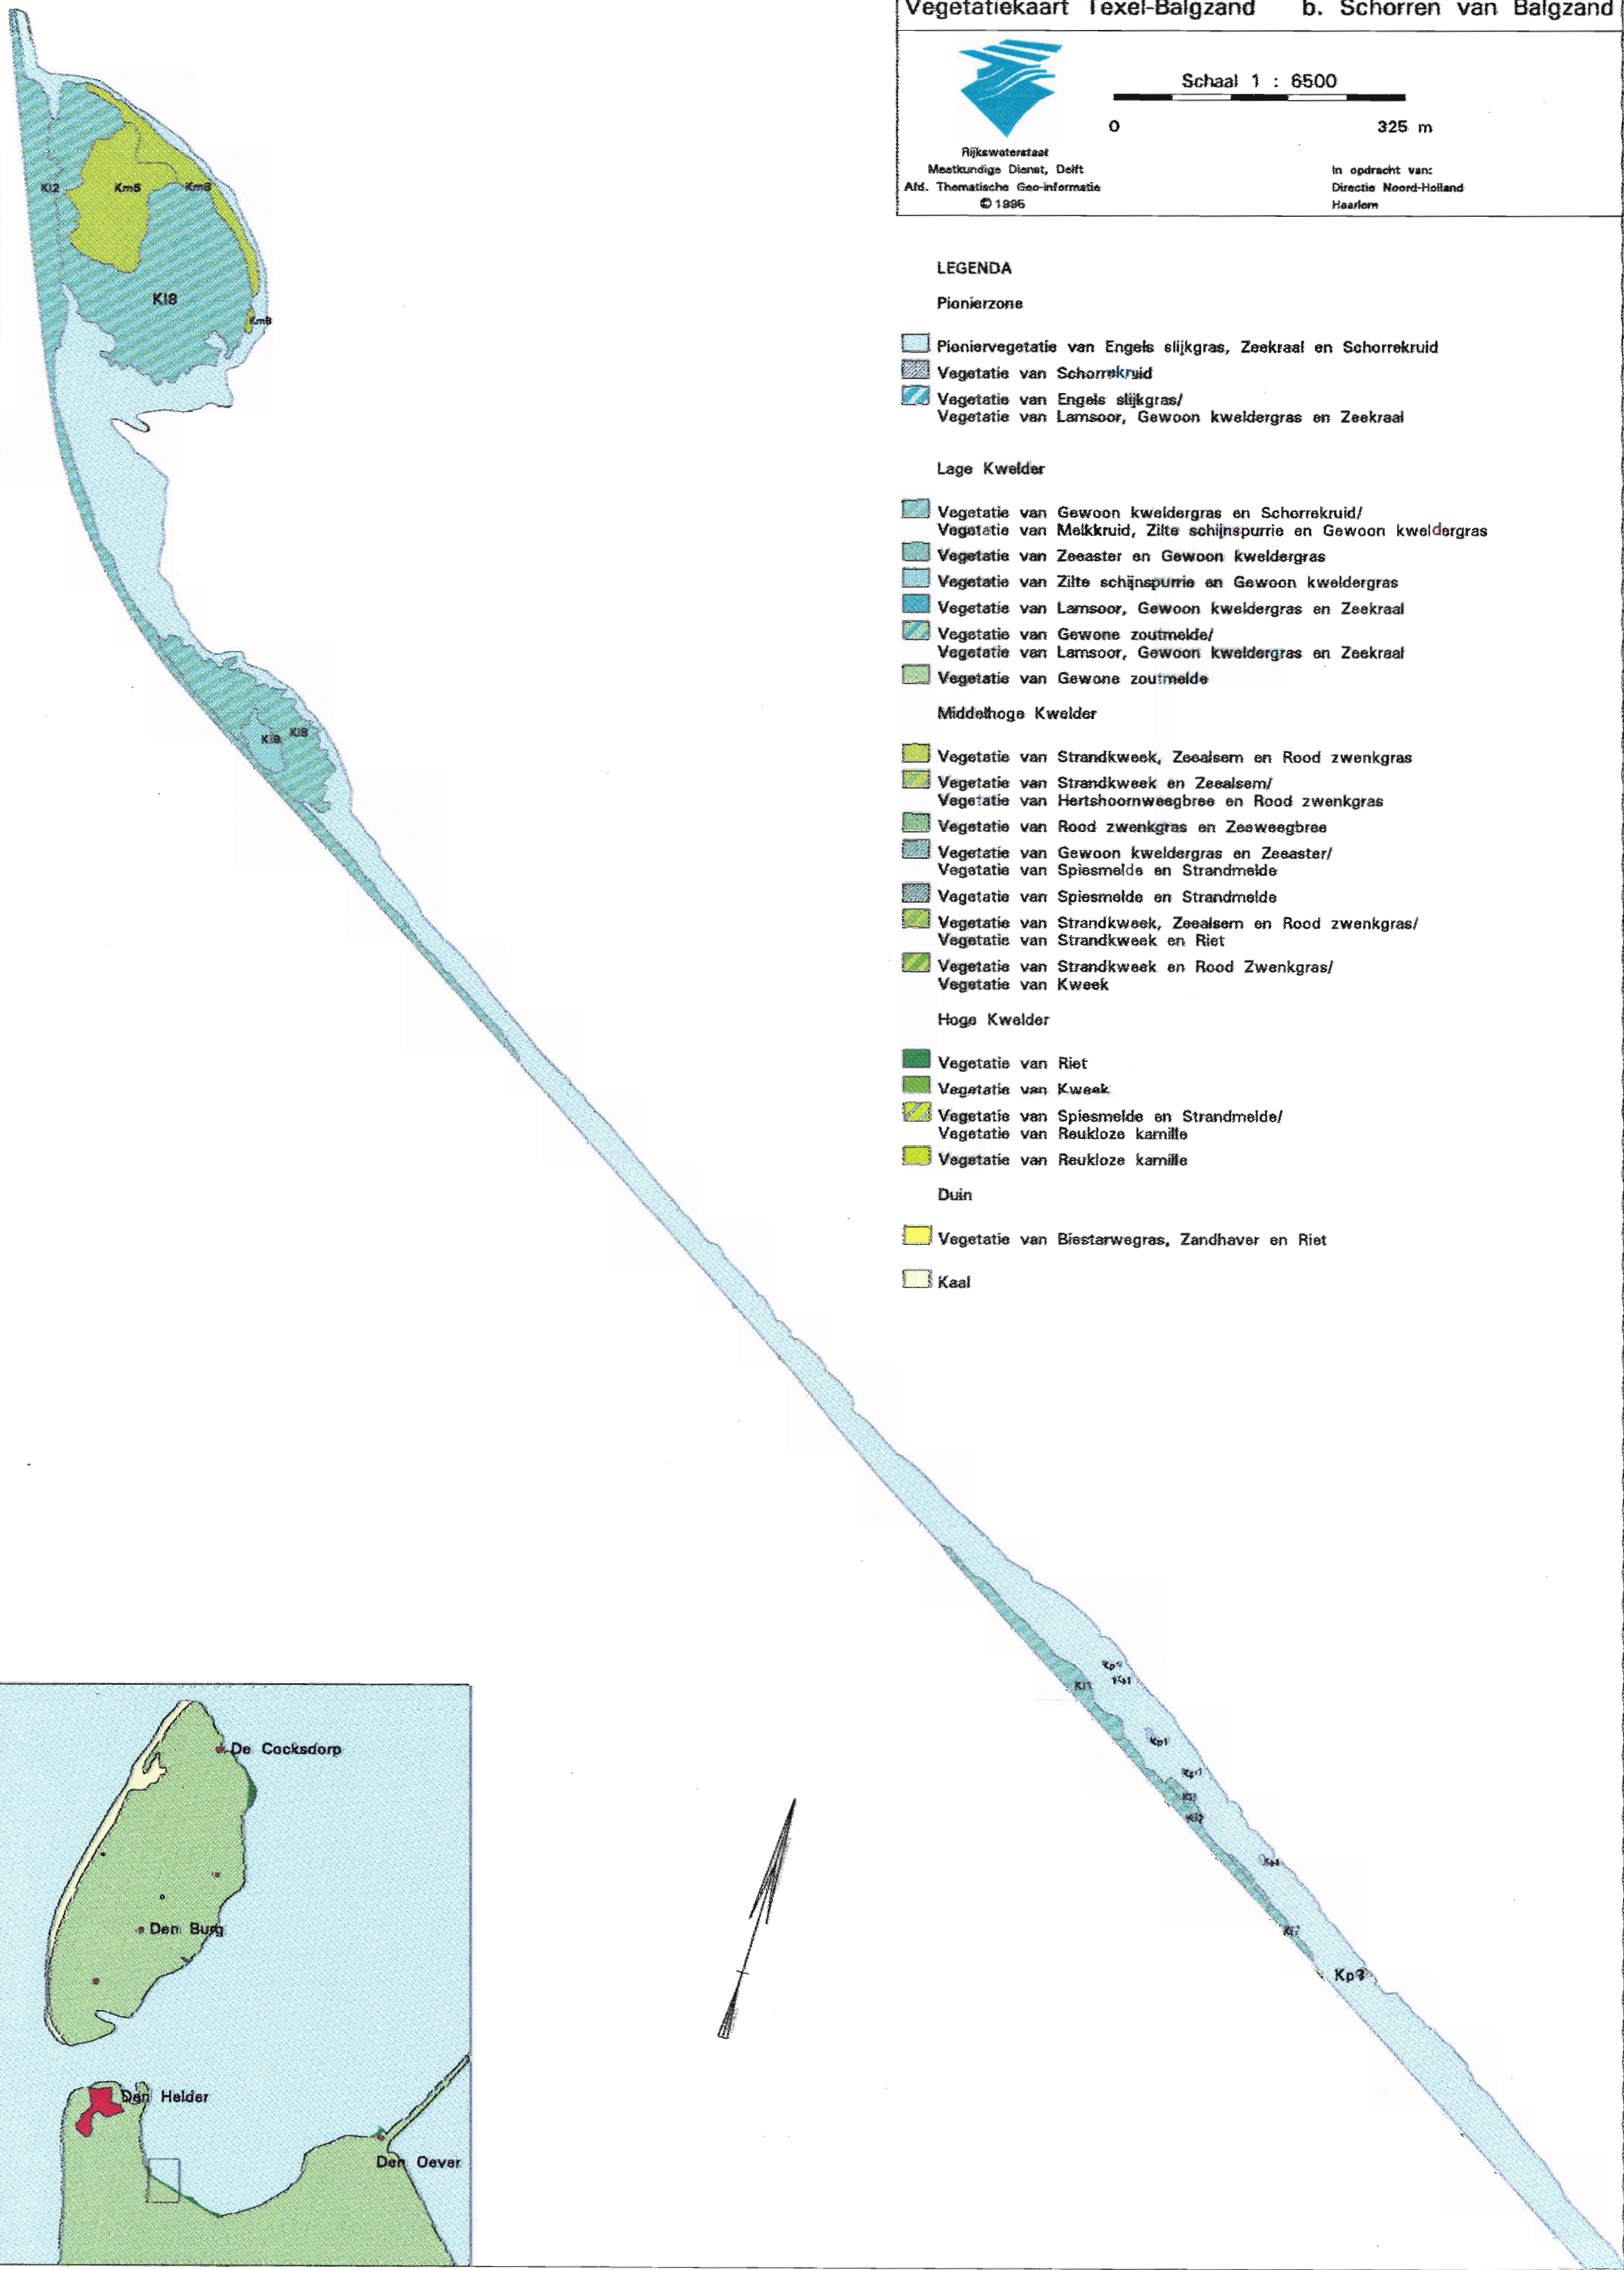 Vegetatiekaart Texel-Balgzand b. Schorren van Balgzand
Schaal 1 : 6500
0 325 m
Rijkswaterstaat
Meetkundige Dienst, Delft
Afd. Thematische Geo-informatie
© 1995
In opdracht van:
Directie Noord-Holland
Haarlem
LEGENDA
Pionierzone
Pioniervegetatie van Engels slijkgras, Zeekraal en Schorrekruid
Vegetatie van Schorrekruid
Vegetatie van Engels slijkgras/
Vegetatie van Lamsoor, Gewoon kweldergras en Zeekraal
Lage Kwelder
Vegetatie van Gewoon kweldergras en Schorrekruid/
Vegetatie van Melkkruid, Zilte schijnspurrie en Gewoon kweldergras
Vegetatie van Zeeaster en Gewoon kweldergras
Vegetatie van Zilte schijnspurrie en Gewoon kweldergras
Vegetatie van Lamsoor, Gewoon kweldergras en Zeekraal
Vegetatie van Gewone zoutmelde/
Vegetatie van Lamsoor, Gewoon kweldergras en Zeekraal
Vegetatie van Gewone zoutmelde
Middelhoge Kwelder
Vegetatie van Strandkweek, Zeealsem en Rood zwenkgras
Vegetatie van Strandkweek en Zeealsem/
Vegetatie van Hertshoornweegbree en Rood zwenkgras
Vegetatie van Rood zwenkgras en Zeeweegbree
Vegetatie van Gewoon kweldergras en Zeeaster/
Vegetatie van Spiesmelde en Strandmelde
Vegetatie van Spiesmelde en Strandmelde
Vegetatie van Strandkweek, Zeealsem en Rood zwenkgras/
Vegetatie van Strandkweek en Riet
Vegetatie van Strandkweek en Rood Zwenkgras/
Vegetatie van Kweek
Hoge Kwelder
Vegetatie van Riet
Vegetatie van Kweek
Vegetatie van Spiesmelde en Strandmelde/
Vegetatie van Reukloze kamille
Vegetatie van Reukloze kamille
Duin
Vegetatie van Biestarwegras, Zandhaver en Riet
Kaal
Kl2
Kl8
Kl8
Kp1
De Cocksdorp
Den Burg
Den Helder
Den Oever